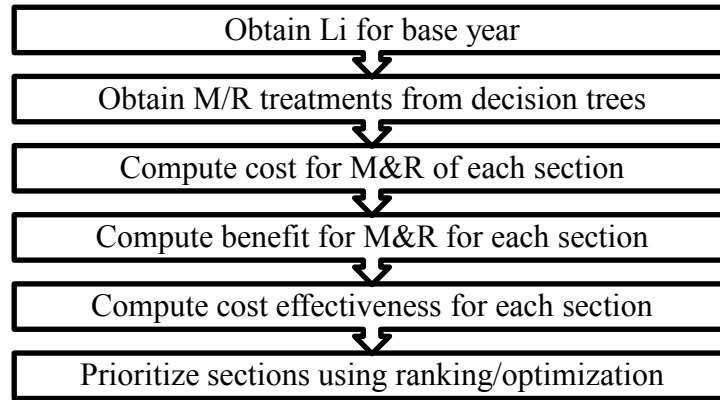 Obtain Li for base year
Obtain M/R treatments from decision trees
Compute cost for M&R of each section
Compute benefit for M&R for each section
Compute cost effectiveness for each section
Prioritize sections using ranking/optimization